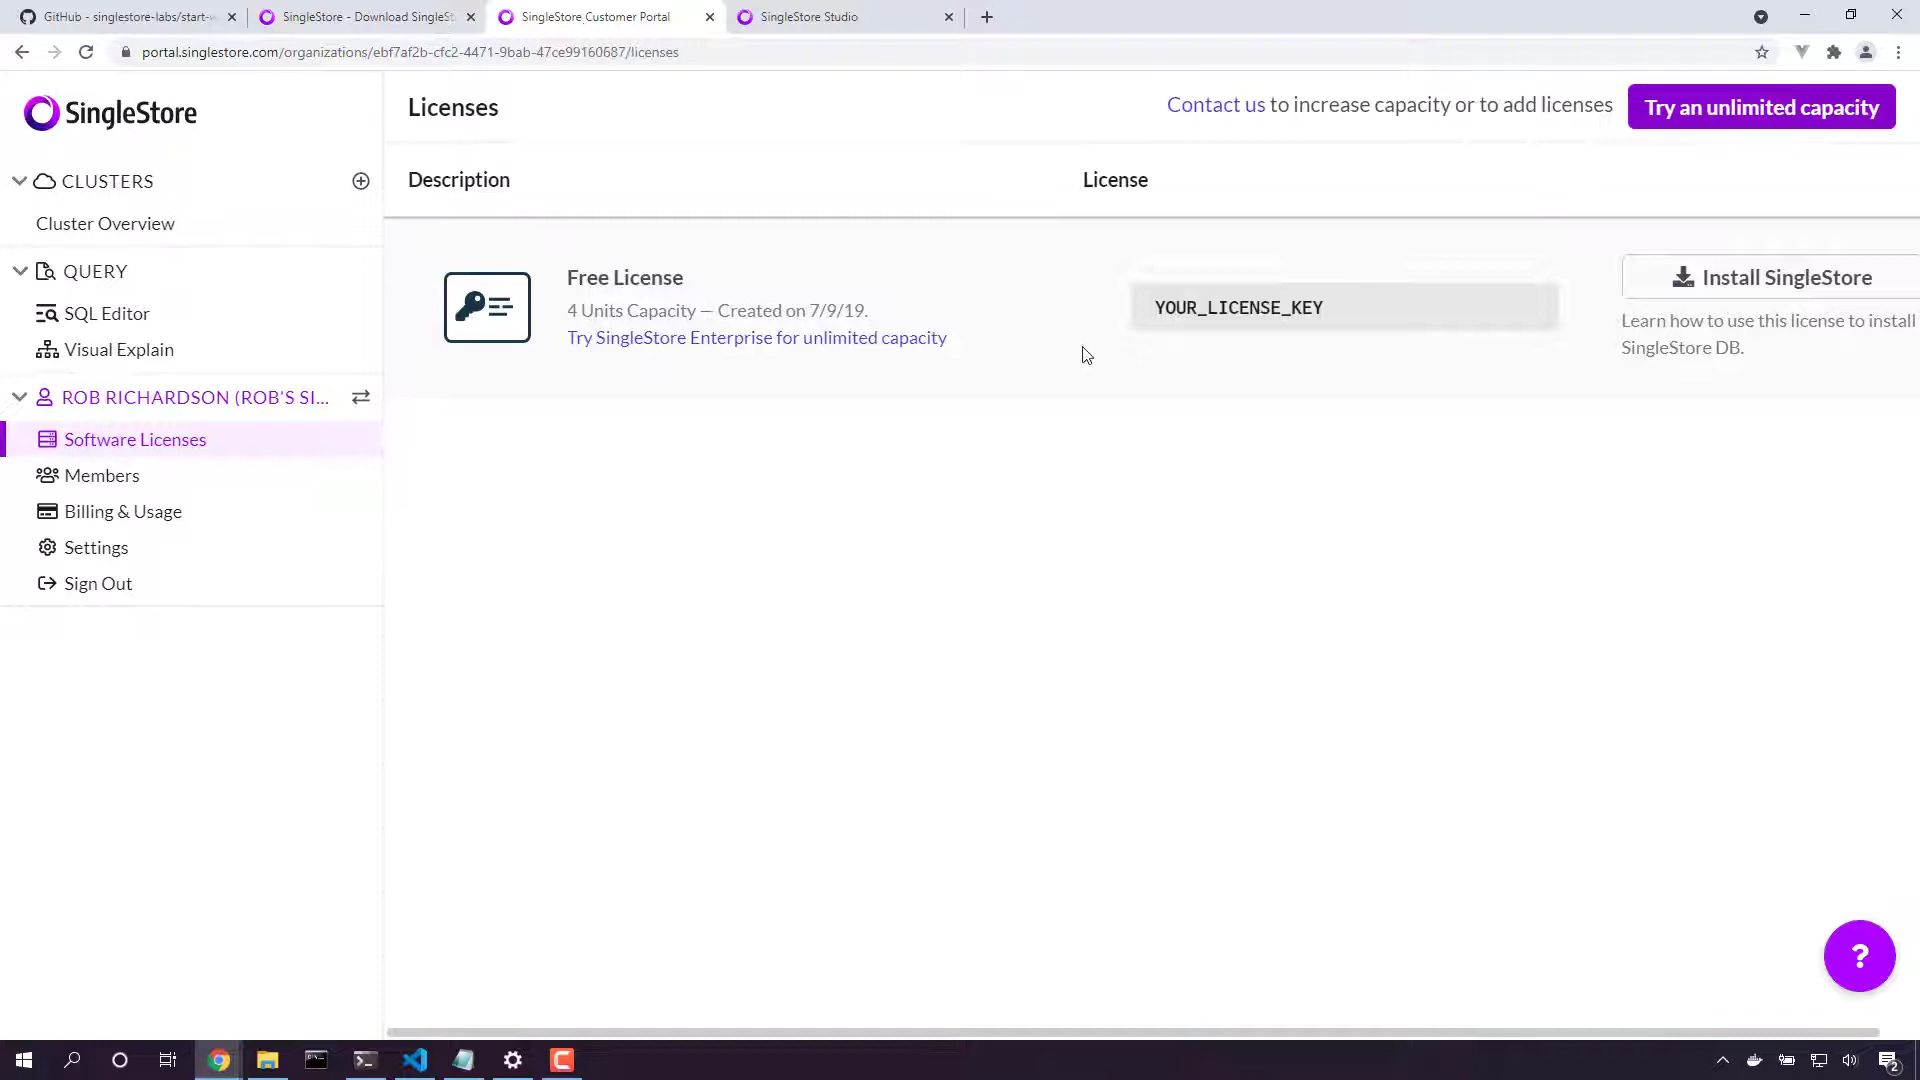 GitHub - singlestore-labs/start-w
SingleStore - Download SingleSt
SingleStore Customer Portal
SingleStore Studio
portal.singlestore.com/organizations/ebf7af2b-cfc2-4471-9bab-47ce99160687/licenses
SingleStore
Licenses
Contact us to increase capacity or to add licenses
Try an unlimited capacity
CLUSTERS
Cluster Overview
QUERY
SQL Editor
Visual Explain
ROB RICHARDSON (ROB'S SI...
Software Licenses
Members
Billing & Usage
Settings
Sign Out
Description
License
Free License
4 Units Capacity — Created on 7/9/19.
Try SingleStore Enterprise for unlimited capacity
YOUR_LICENSE_KEY
Install SingleStore
Learn how to use this license to install
SingleStore DB.
?
2